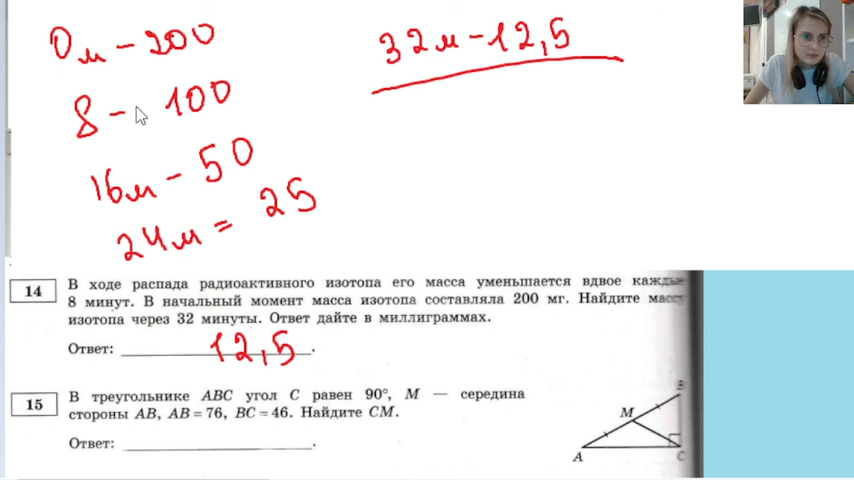 0м – 200
8 – 100
16м – 50
24м = 25
32м – 12,5
14
В ходе распада радиоактивного изотопа его масса уменьшается вдвое каждые
8 минут. В начальный момент масса изотопа составляла 200 мг. Найдите массу
изотопа через 32 минуты. Ответ дайте в миллиграммах.
Ответ: 12,5.
15
В треугольнике ABC угол C равен 90°, M — середина
стороны AB, AB = 76, BC = 46. Найдите CM.
Ответ: .
B
M
A
C